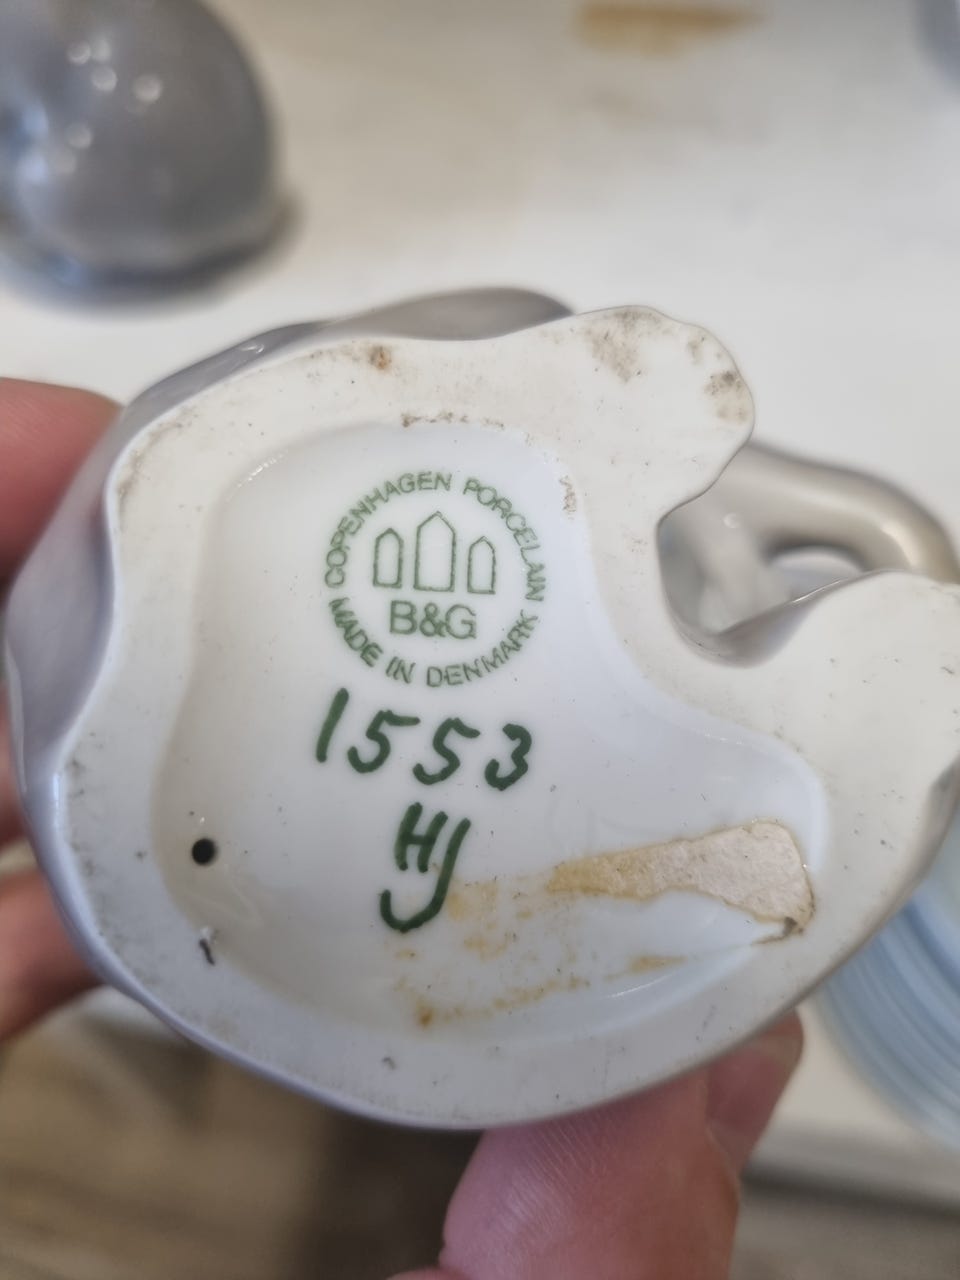 COPENHAGEN PORCELAIN
B&G
MADE IN DENMARK
1553
HJ